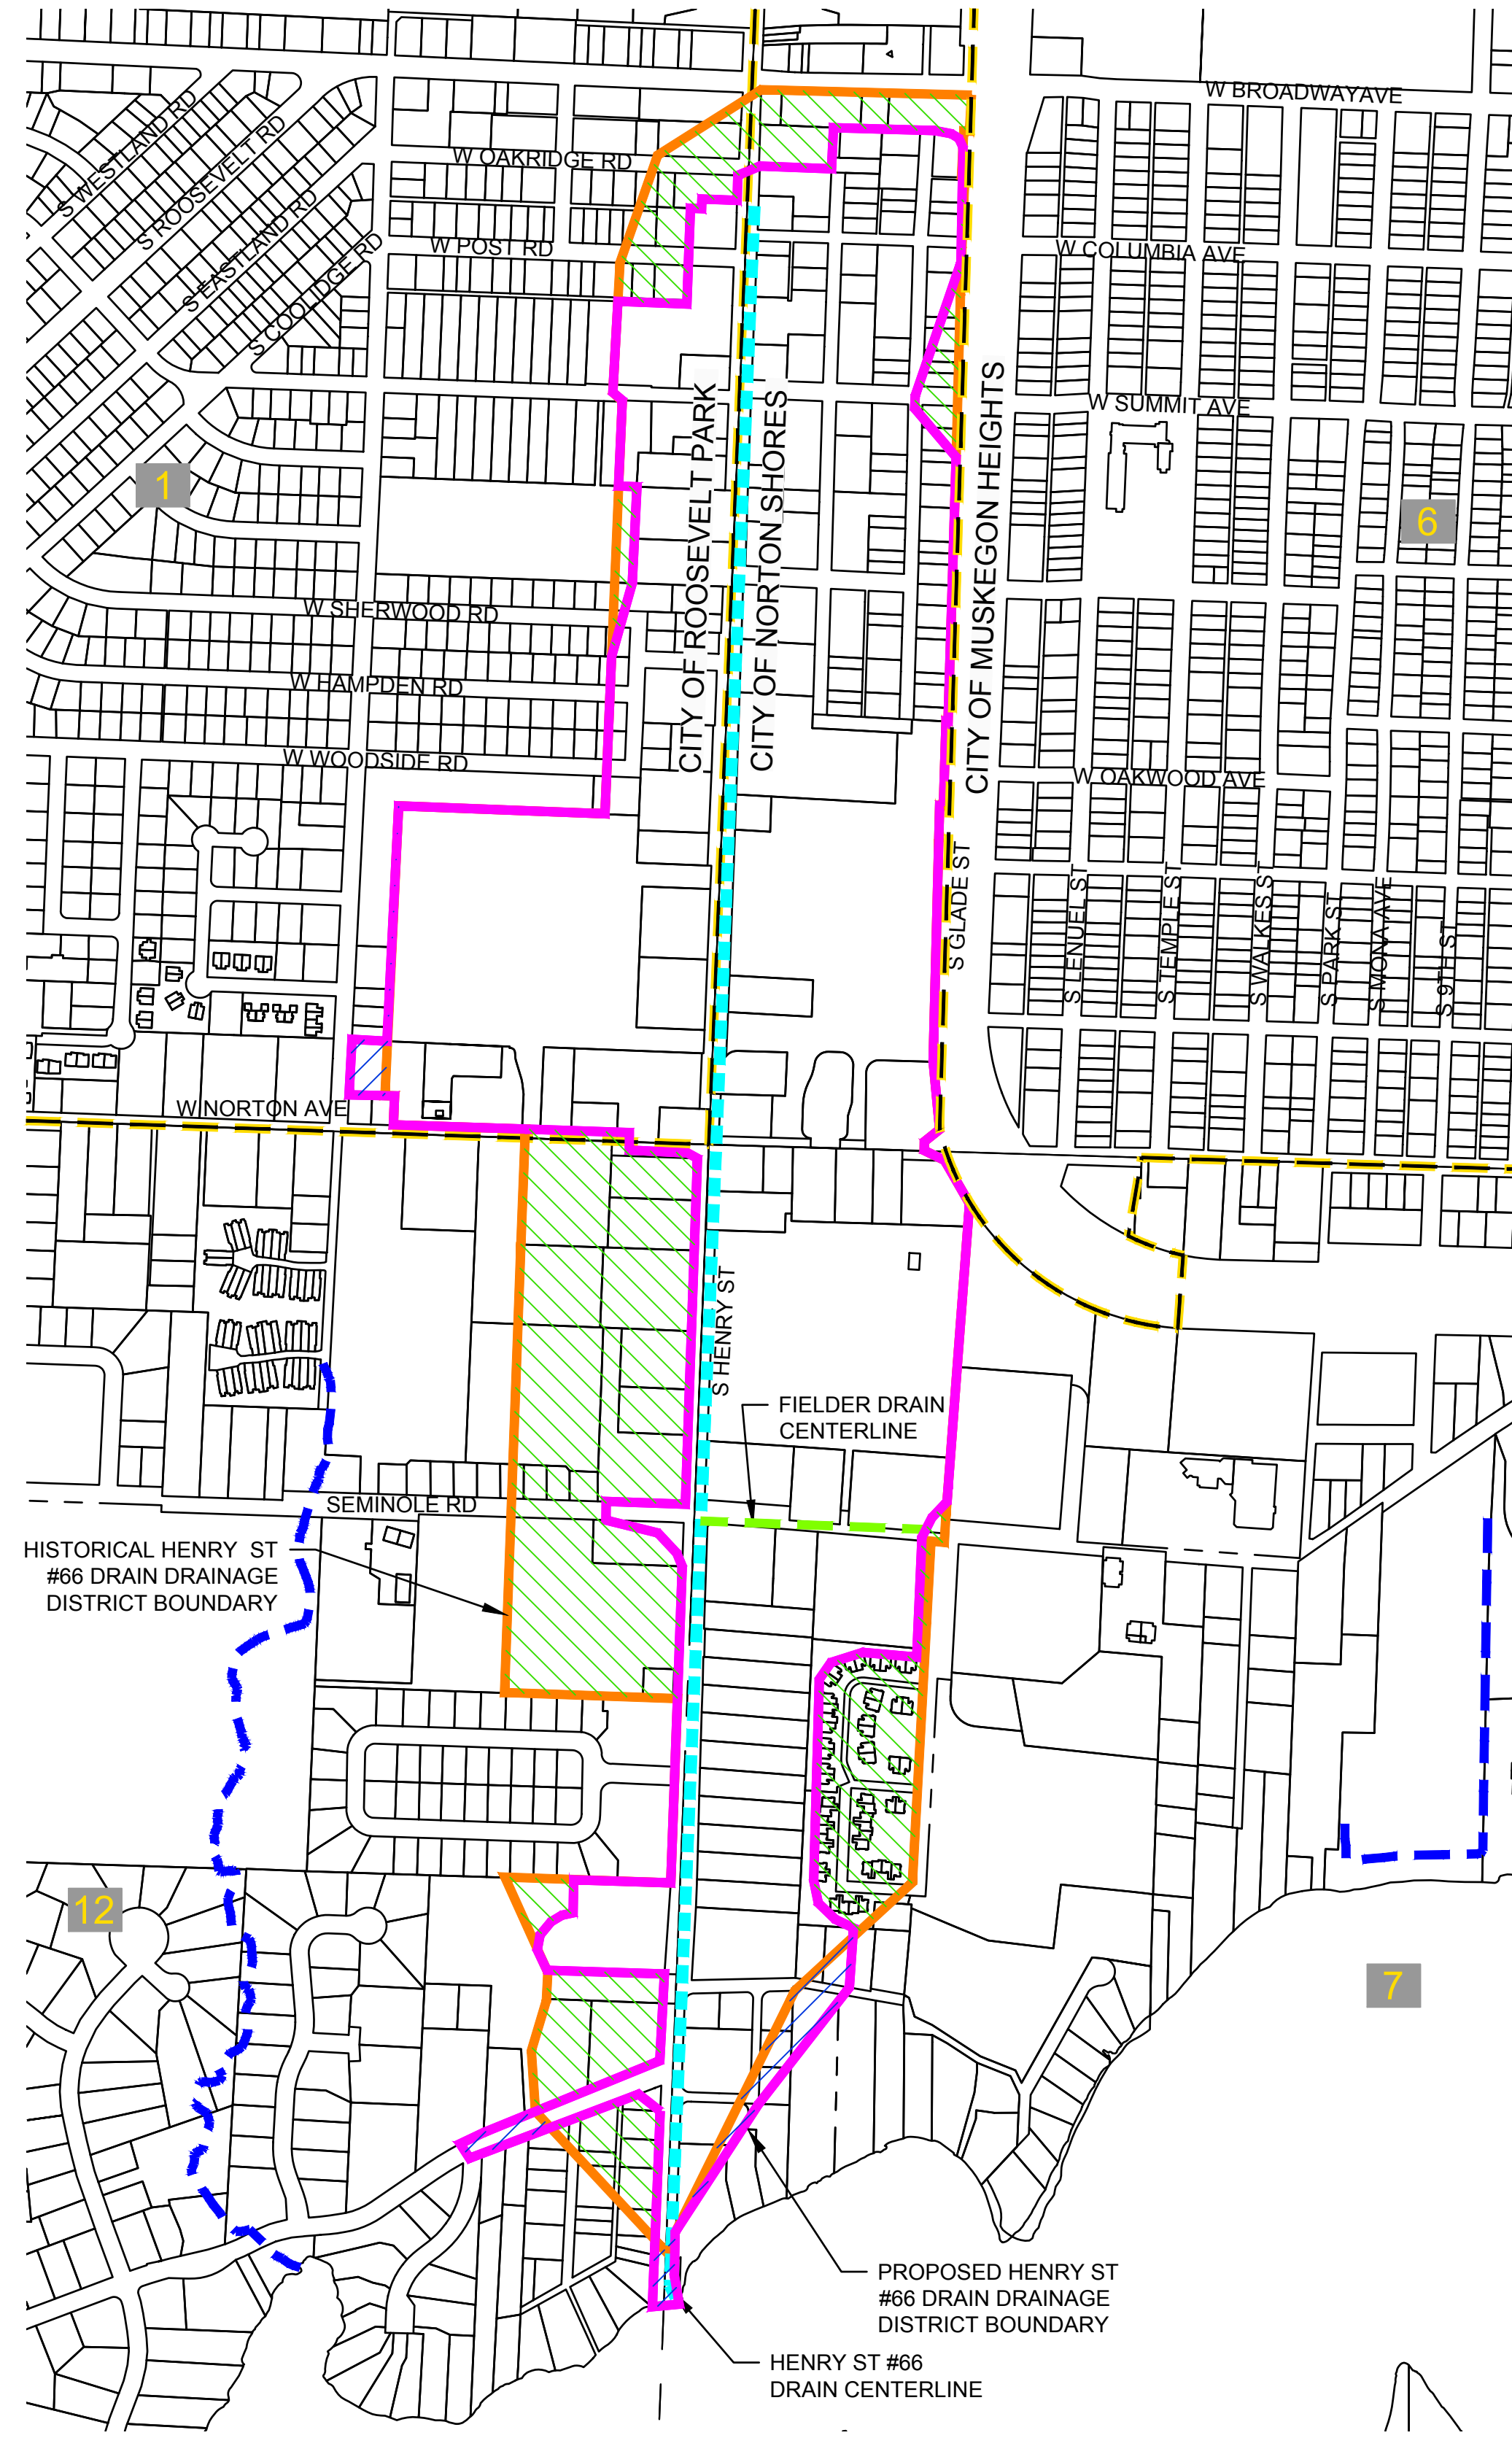 W BROADWAYAVE
S WESTLAND RD
S ROOSEVELT RD
W OAKRIDGE RD
S EASTLAND RD
S COOLIDGE RD
W POST RD
W COLUMBIA AVE
CITY OF ROOSEVELT PARK
CITY OF NORTON SHORES
CITY OF MUSKEGON HEIGHTS
W SUMMIT AVE
1
6
W SHERWOOD RD
W HAMPDEN RD
W WOODSIDE RD
W OAKWOOD AVE
S GLADE ST
S LENUEL ST
S TEMPLE ST
S WALKES ST
S PARK ST
S MONA AVE
S 9TH ST
W NORTON AVE
S HENRY ST
FIELDER DRAIN
CENTERLINE
SEMINOLE RD
HISTORICAL HENRY ST
#66 DRAIN DRAINAGE
DISTRICT BOUNDARY
12
7
PROPOSED HENRY ST
#66 DRAIN DRAINAGE
DISTRICT BOUNDARY
HENRY ST #66
DRAIN CENTERLINE